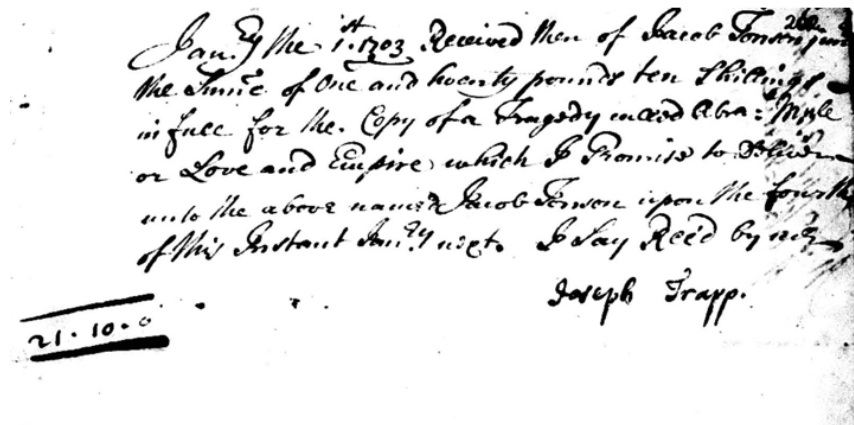 Jan:ry the 1st. 1703 Received then of Jacob Tonson junr
the Summe of One and twenty pounds ten Shillings
in full for the Copy of a Tragedy called Abra= Mule
or Love and Empire which I Promise to Deliver
unto the above named Jacob Tonson upon the fourth
of this Instant Jan:ry next. I Say Recd by me
Joseph Trapp.
21-10-0